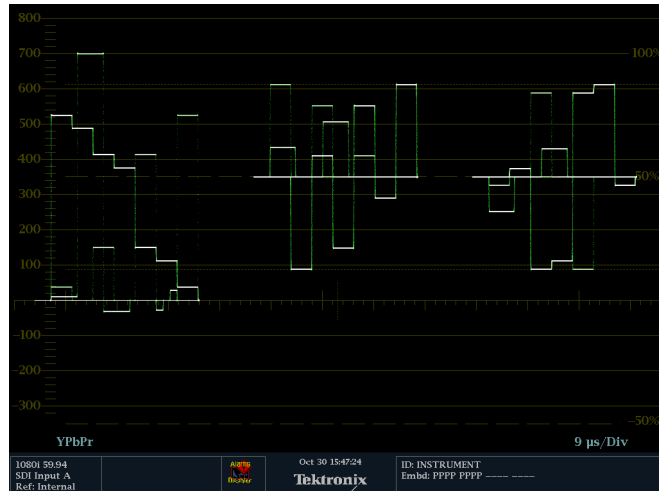 800
700
100%
600
500
400
50%
300
200
100
-100
-200
-300
-50%
YPbPr
9 µs/Div
1080i 59.94
SDI Input A
Ref: Internal
Alarms
Oct 30 15:47:24
Tektronix
ID: INSTRUMENT
Embd: PPPP PPPP ---- ----